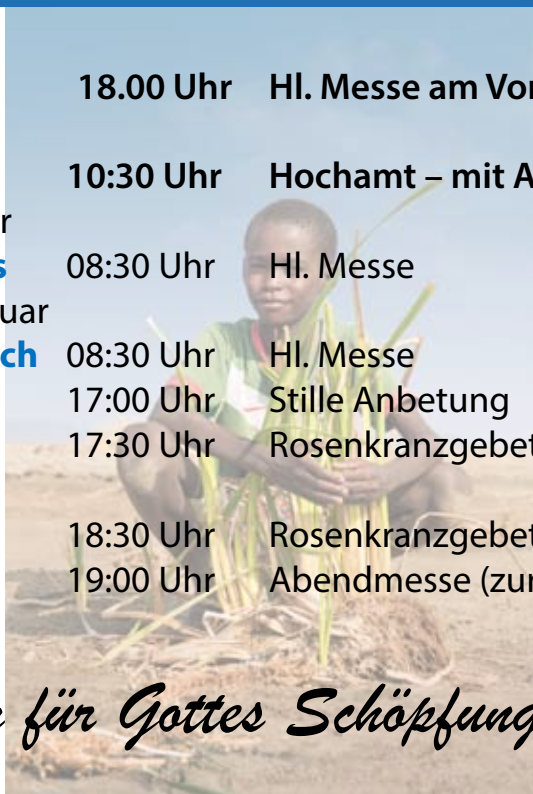 18.00 Uhr Hl. Messe am Vor
10:30 Uhr Hochamt – mit A
r
s 08:30 Uhr Hl. Messe
uar
ch 08:30 Uhr Hl. Messe
17:00 Uhr Stille Anbetung
17:30 Uhr Rosenkranzgebet
18:30 Uhr Rosenkranzgebet
19:00 Uhr Abendmesse (zur
für Gottes Schöpfung